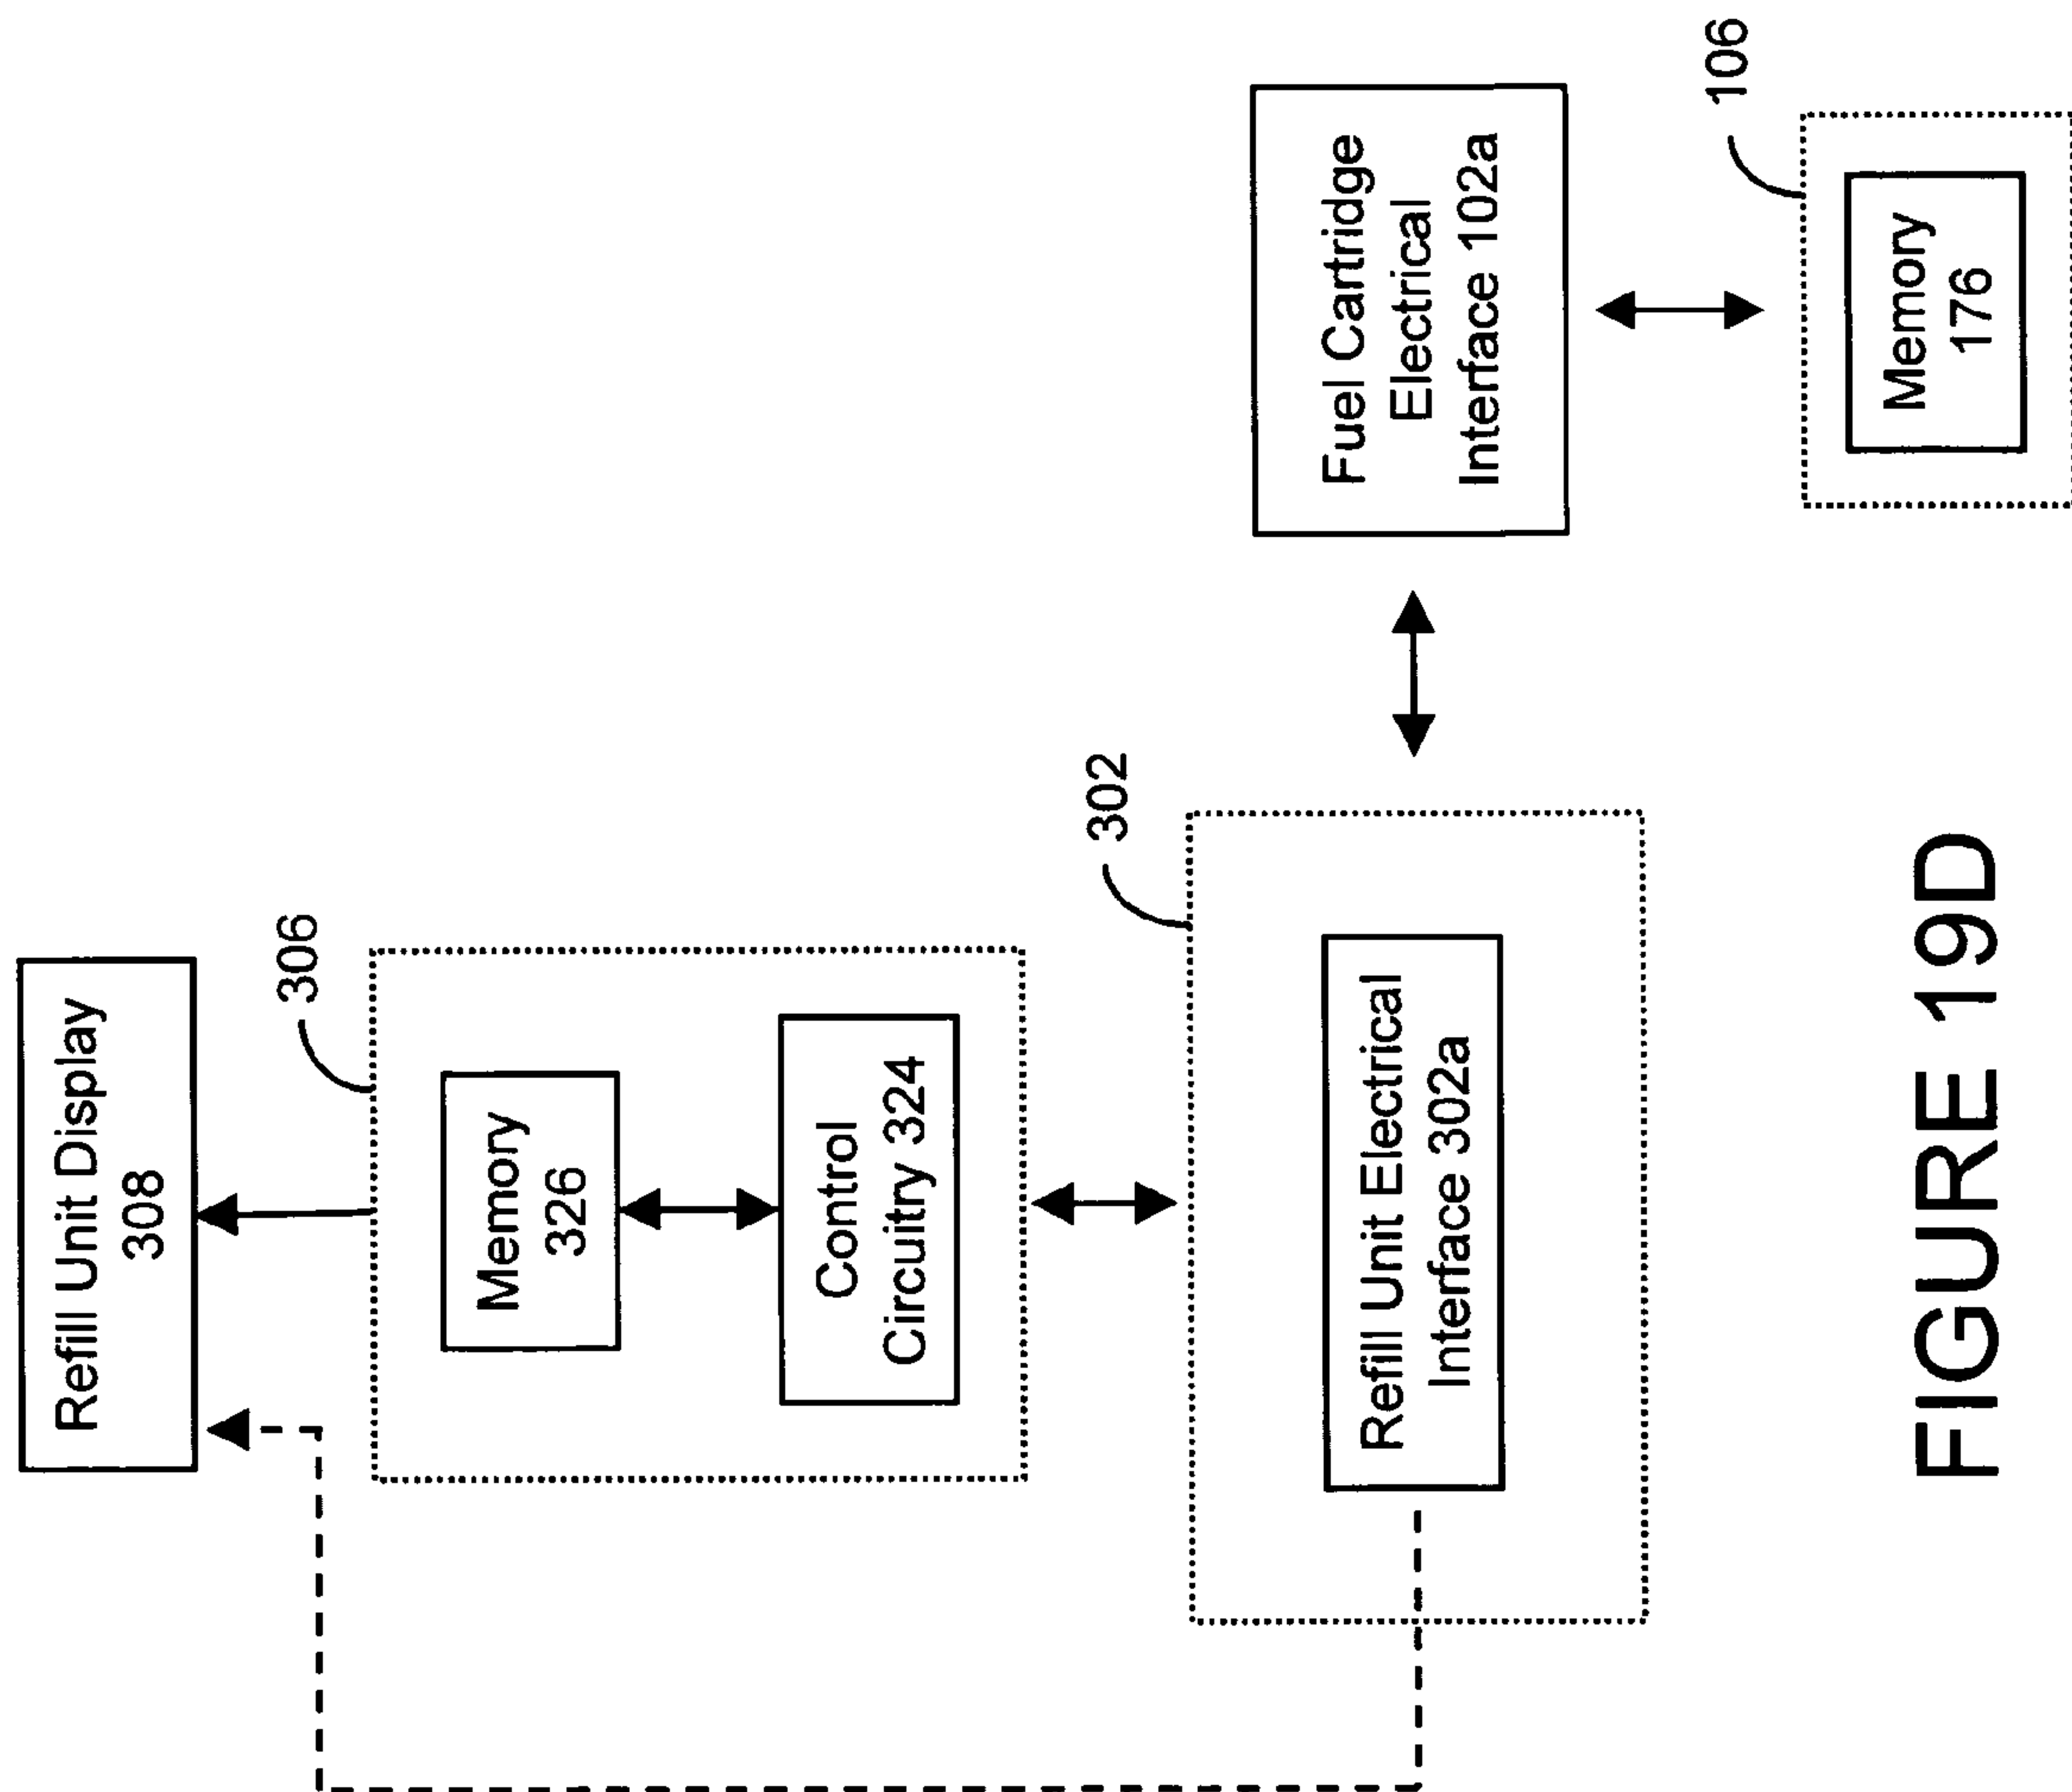 Refill Unit Display
308
306
Memory
326
Control
Circuitry 324
302
Refill Unit Electrical
Interface 302a
Fuel Cartridge
Electrical
Interface 102a
106
Memory
176
FIGURE 19D